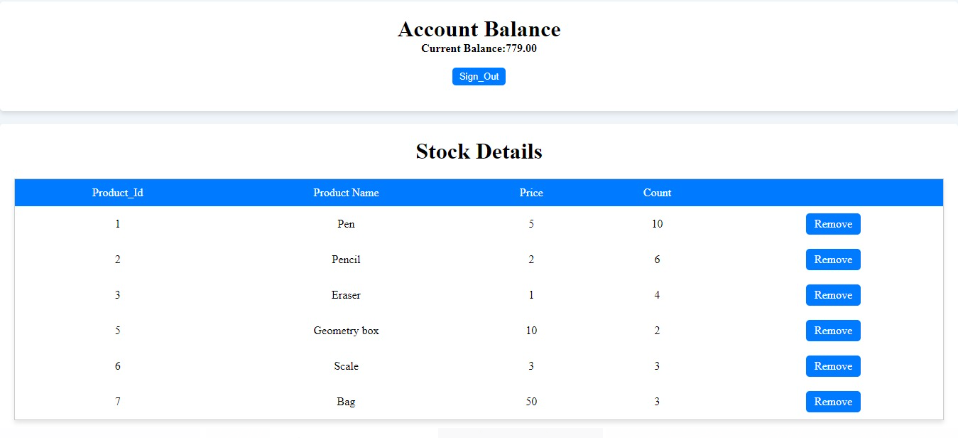 Account Balance
Current Balance:779.00
Sign_Out
Stock Details
Product_Id Product Name Price Count
1 Pen 5 10 Remove
2 Pencil 2 6 Remove
3 Eraser 1 4 Remove
5 Geometry box 10 2 Remove
6 Scale 3 3 Remove
7 Bag 50 3 Remove